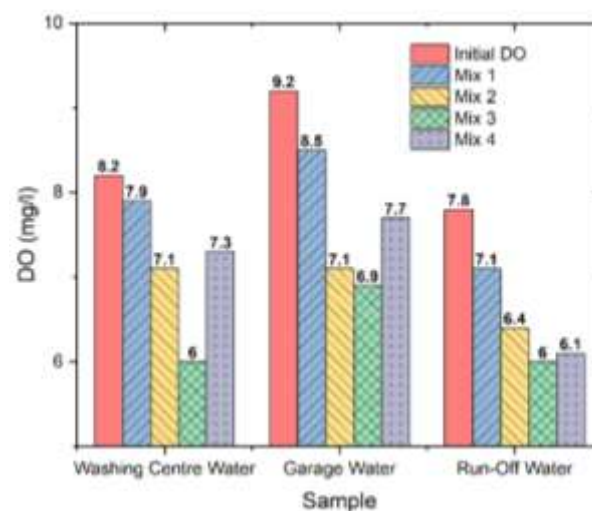 10
8
6
DO (mg/l)
Initial DO
Mix 1
Mix 2
Mix 3
Mix 4
8.2
7.9
7.1
6
7.3
9.2
8.5
7.1
6.9
7.7
7.8
7.1
6.4
6
6.1
Washing Centre Water
Garage Water
Run-Off Water
Sample